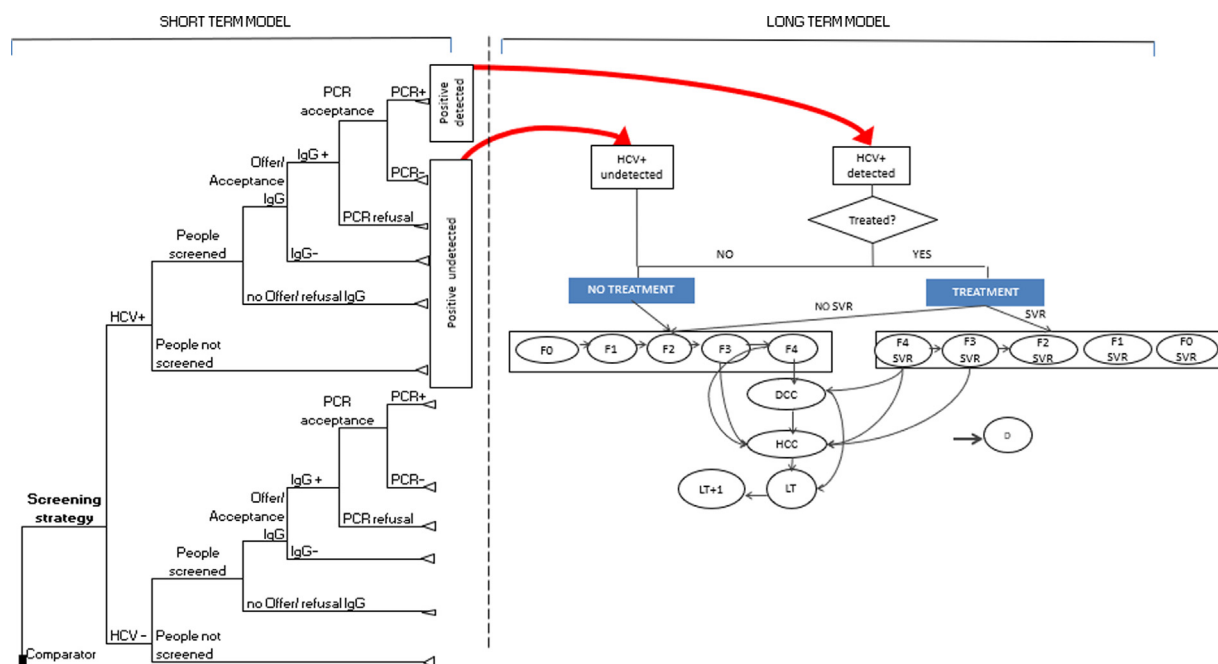 SHORT TERM MODEL
LONG TERM MODEL
PCR
acceptance
PCR+
Positive
detected
Offer/
Acceptance
IgG
IgG +
PCR-
PCR refusal
People
screened
IgG-
no Offer/ refusal IgG
HCV+
People not
screened
Positive undetected
PCR
acceptance
PCR+
Screening
strategy
Offer/
Acceptance
IgG
IgG +
PCR-
PCR refusal
People
screened
IgG-
no Offer/ refusal IgG
HCV -
People not
screened
Comparator
HCV+
undetected
HCV+
detected
Treated?
NO
YES
NO TREATMENT
TREATMENT
NO SVR
SVR
F0
F1
F2
F3
F4
F4
SVR
F3
SVR
F2
SVR
F1
SVR
F0
SVR
DCC
HCC
D
LT+1
LT